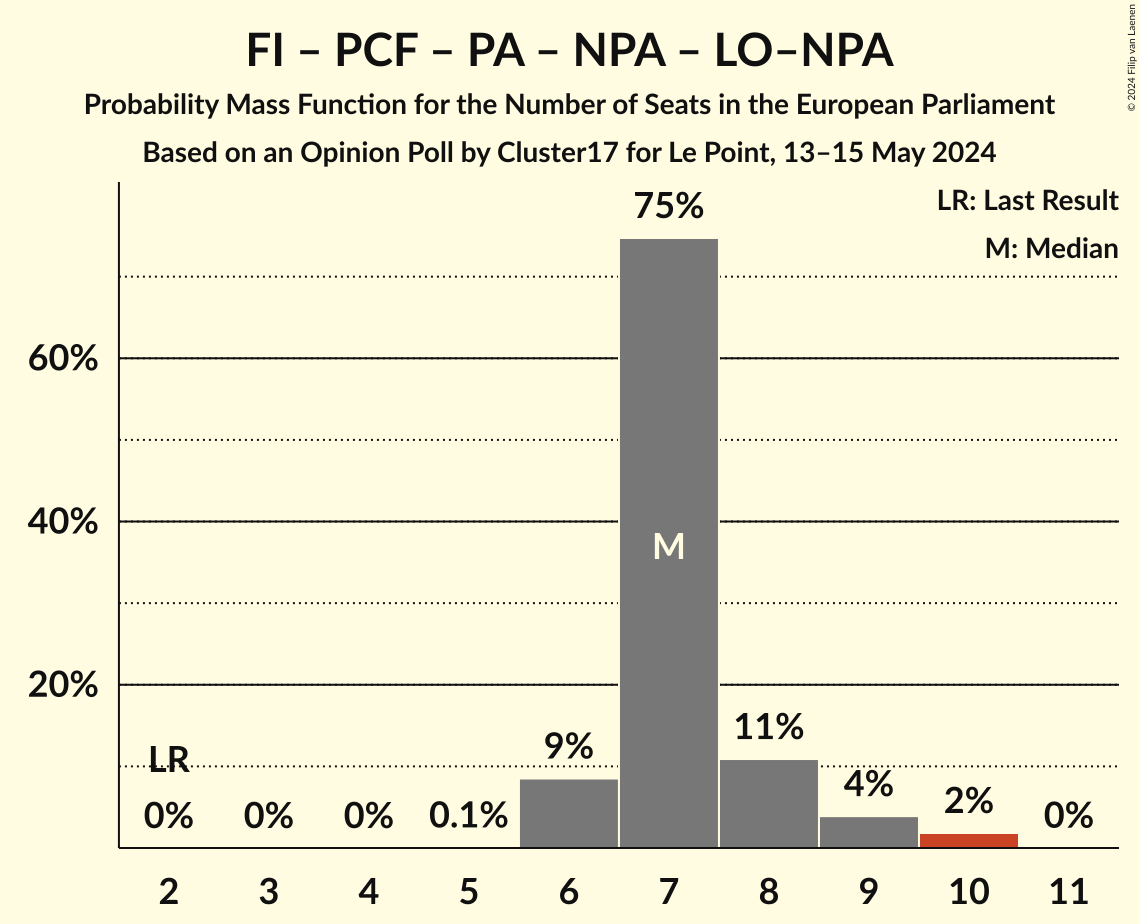 FI – PCF – PA – NPA – LO–NPA
Probability Mass Function for the Number of Seats in the European Parliament
Based on an Opinion Poll by Cluster17 for Le Point, 13–15 May 2024
© 2024 Filip van Laenen
LR: Last Result
M: Median
75%
60%
40%
M
20%
LR
9%
11%
4%
2%
0%
0%
0%
0.1%
0%
2 3 4 5 6 7 8 9 10 11